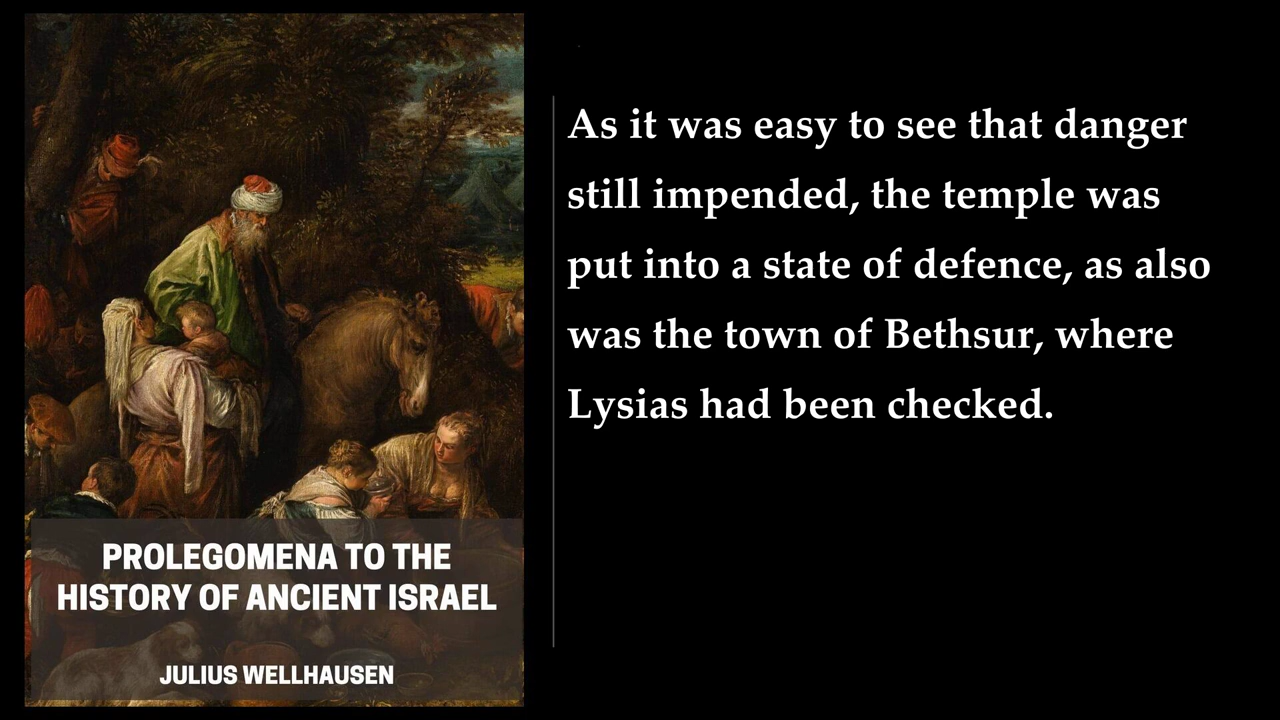 As it was easy to see that danger
still impended, the temple was
put into a state of defence, as also
was the town of Bethsur, where
Lysias had been checked.
PROLEGOMENA TO THE
HISTORY OF ANCIENT ISRAEL
JULIUS WELLHAUSEN